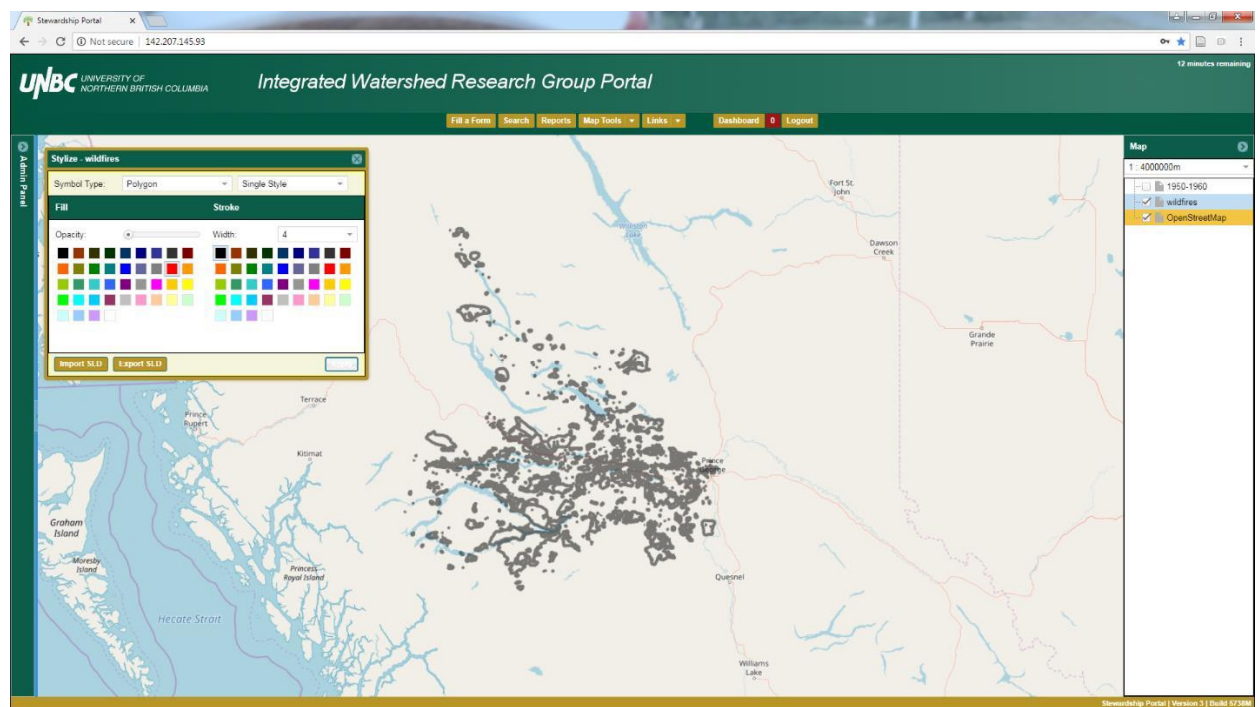 Stewardship Portal
Not secure | 142.207.145.93
12 minutes remaining
UNBC UNIVERSITY OF NORTHERN BRITISH COLUMBIA
Integrated Watershed Research Group Portal
Fill a Form Search Reports Map Tools Links Dashboard 0 Logout
Admin Panel
Stylize - wildfires
Symbol Type: Polygon Single Style
Fill Stroke
Opacity: Width: 4
Import SLD Export SLD
Map
1 : 4000000m
1950-1960
wildfires
OpenStreetMap
Fort St. John
Williston Lake
Dawson Creek
Grande Prairie
Terrace
Prince Rupert
Kitimat
Prince George
Graham Island
Moresby Island
Princess Royal Island
Quesnel
Hecate Strait
Williams Lake
Stewardship Portal | Version 3 | Build 5738M